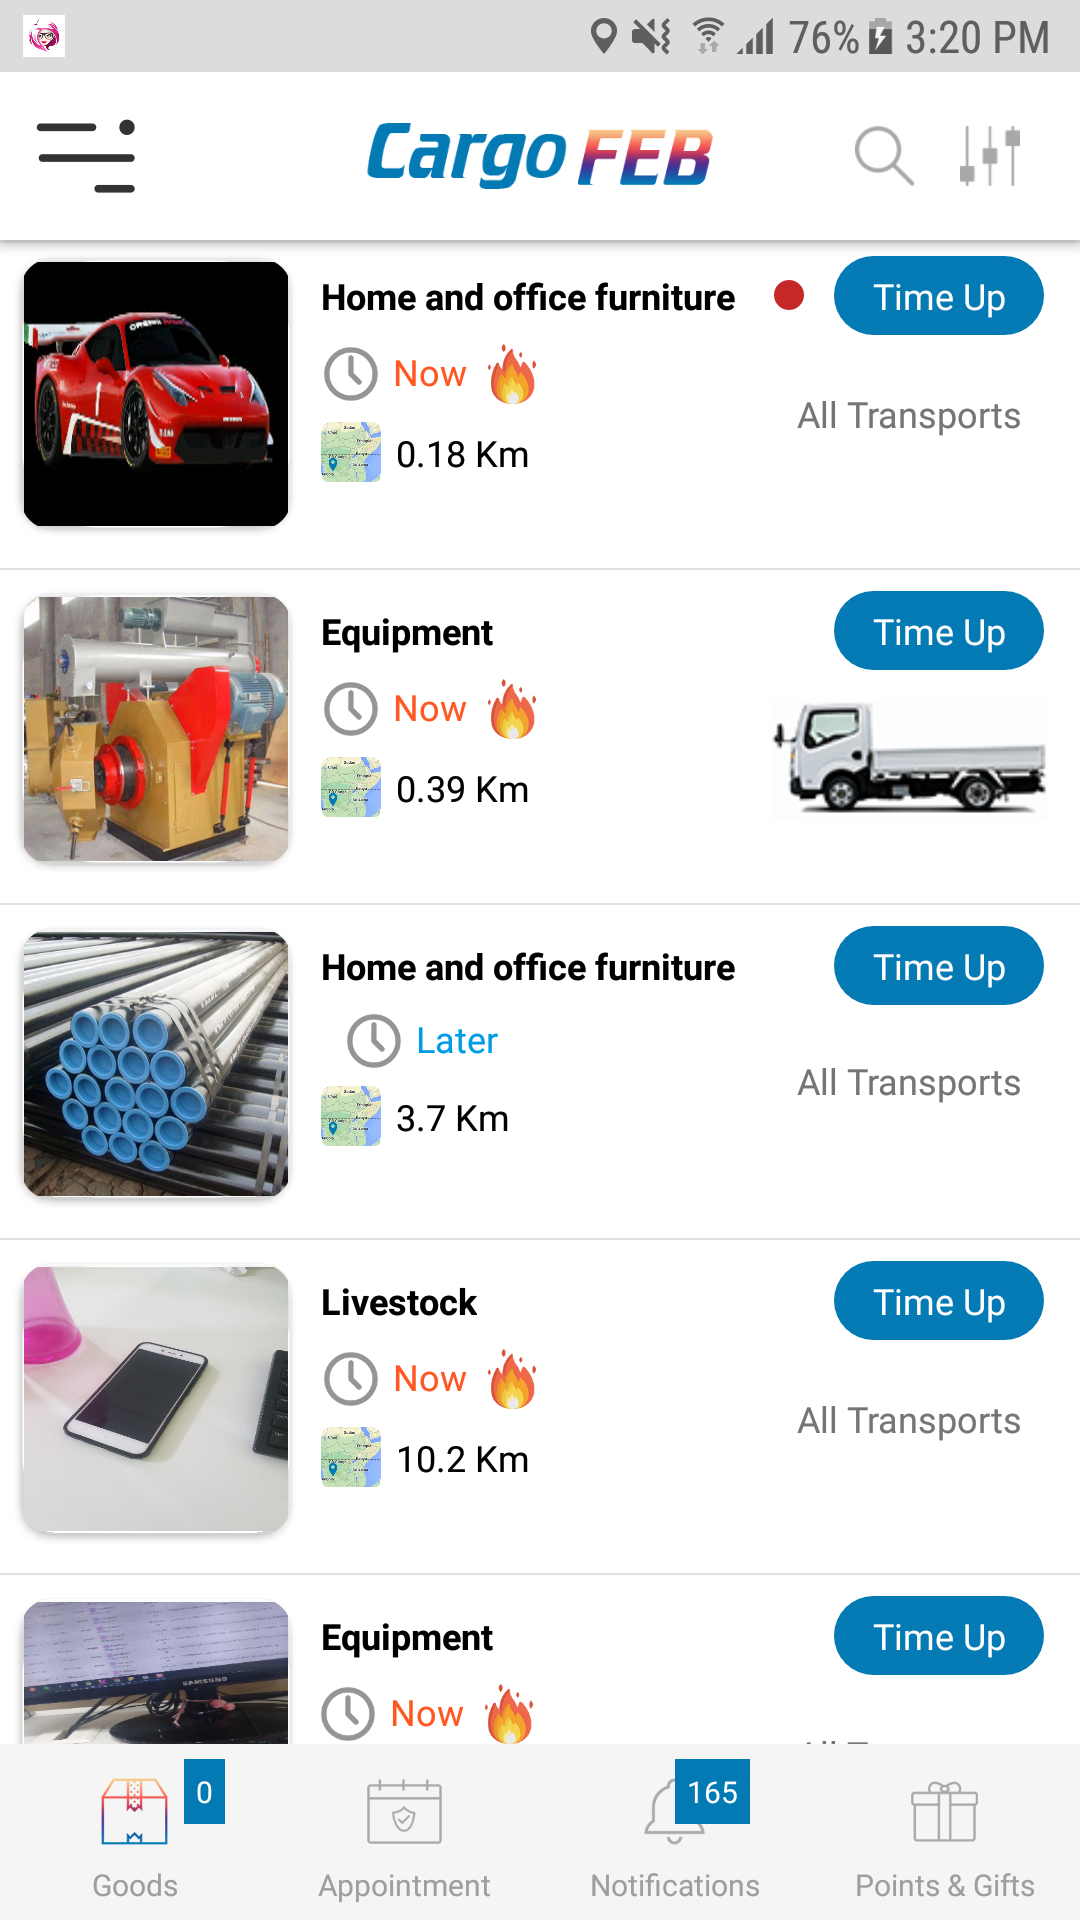 76% 3:20 PM
Cargo FEB
Home and office furniture
Time Up
Now
All Transports
0.18 Km
Equipment
Time Up
Now
0.39 Km
Home and office furniture
Time Up
Later
All Transports
3.7 Km
Livestock
Time Up
Now
All Transports
10.2 Km
SAMSUNG
Equipment
Time Up
Now
0
165
Goods
Appointment
Notifications
Points & Gifts